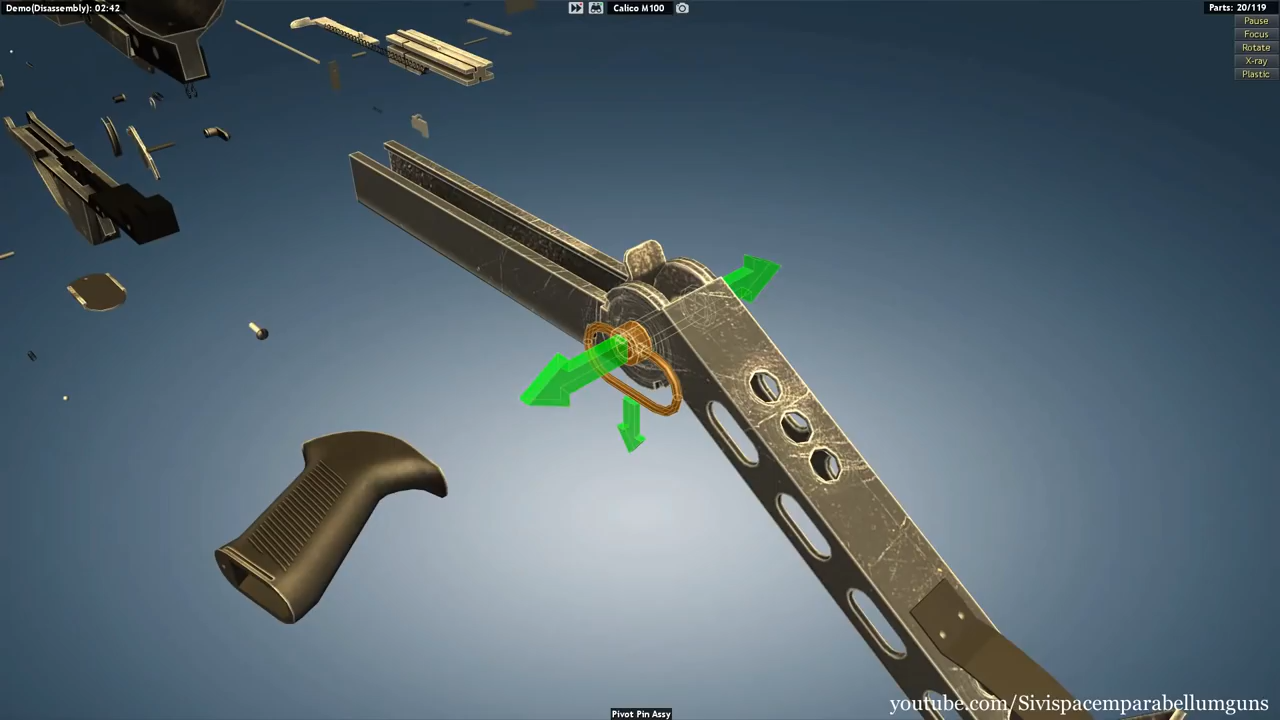 Demo(Disassembly): 02:42
Calico M100
Parts: 20/119
Pause
Focus
Rotate
X-ray
Plastic
youtube.com/Sivispacemparabellumguns
Pivot Pin Assy